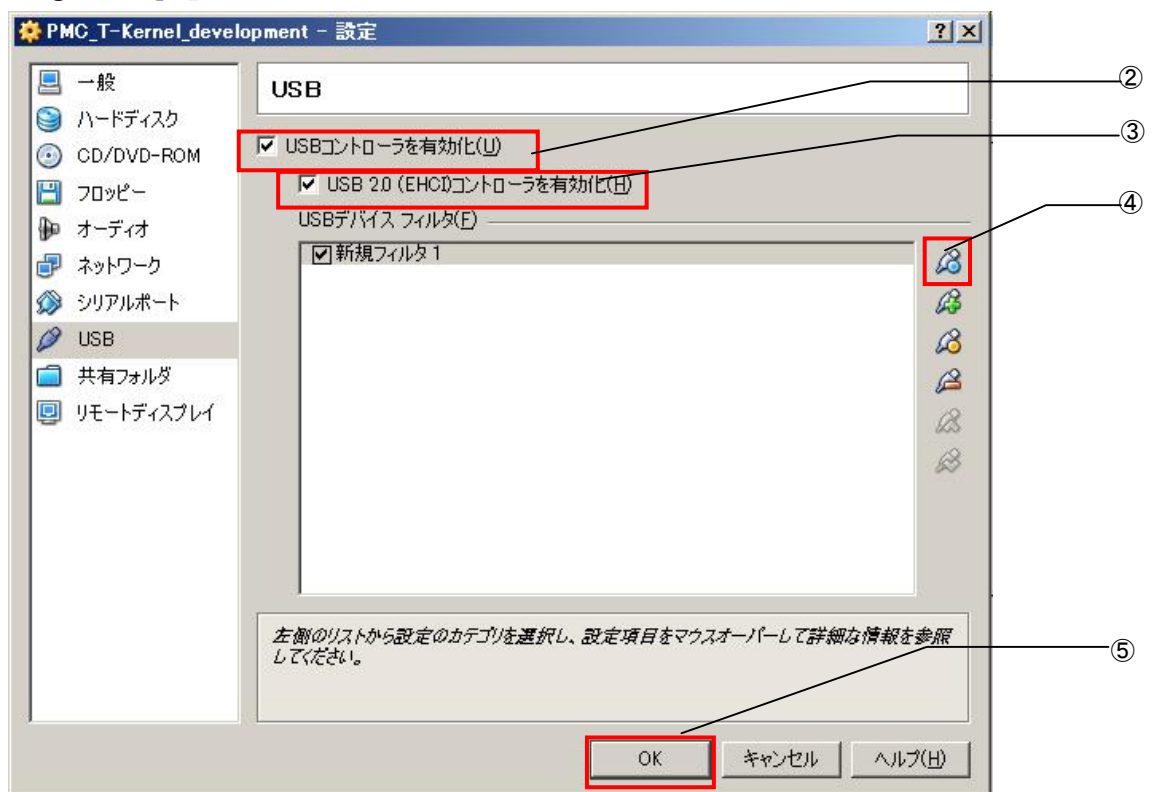 PMC_T-Kernel_development - 設定
一般
ハードディスク
CD/DVD-ROM
フロッピー
オーディオ
ネットワーク
シリアルポート
USB
共有フォルダ
リモートディスプレイ
USB
USBコントローラを有効化(U)
USB 2.0 (EHCI)コントローラを有効化(H)
USBデバイス フィルタ(F)
新規フィルタ 1
左側のリストから設定のカテゴリを選択し、設定項目をマウスオーバーして詳細な情報を参照
してください。
OK
キャンセル
ヘルプ(H)
②
③
④
⑤